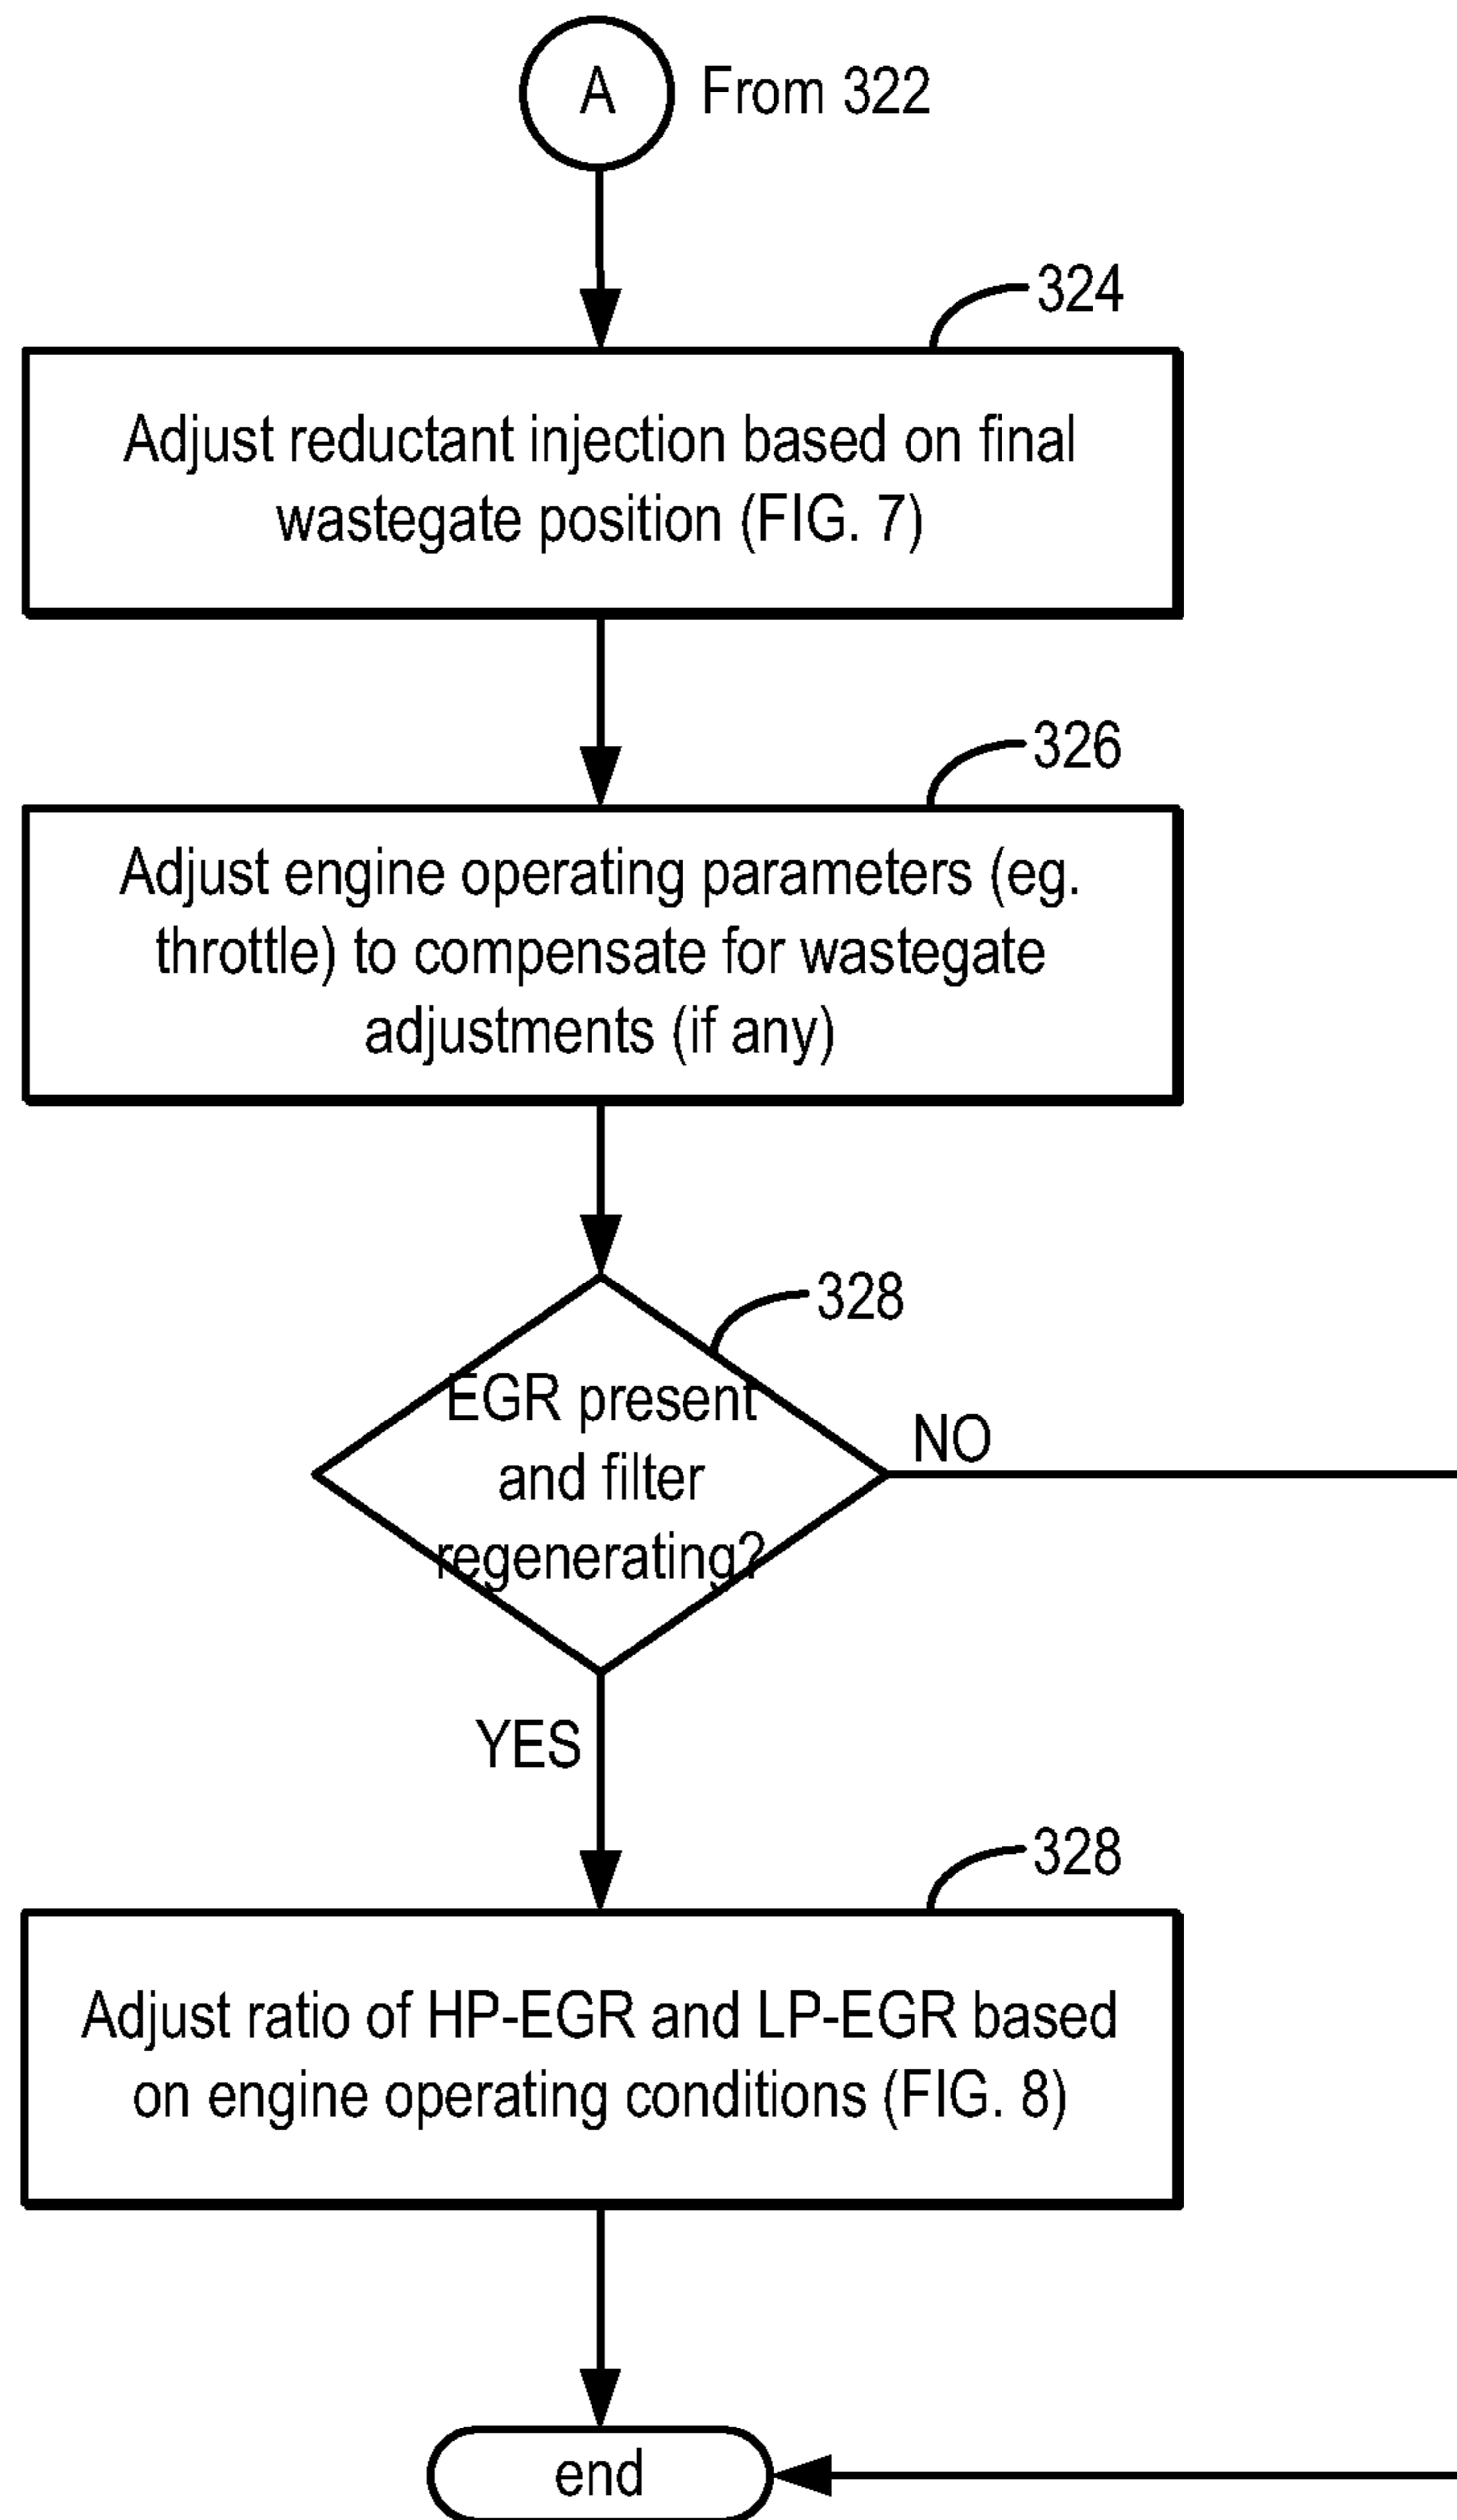 A
From 322
324
Adjust reductant injection based on final
wastegate position (FIG. 7)
326
Adjust engine operating parameters (eg.
throttle) to compensate for wastegate
adjustments (if any)
328
EGR present
and filter
regenerating?
NO
YES
328
Adjust ratio of HP-EGR and LP-EGR based
on engine operating conditions (FIG. 8)
end